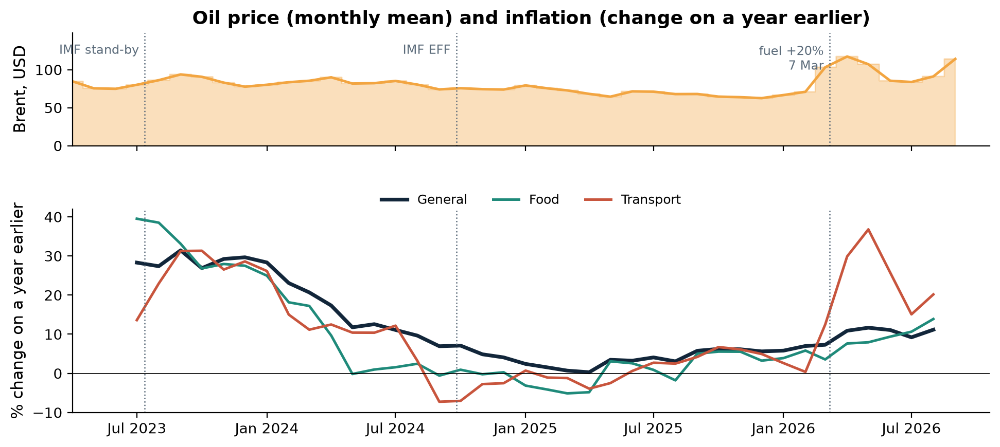 Oil price (monthly mean) and inflation (change on a year earlier)
Brent, USD
100
50
0
IMF stand-by
IMF EFF
fuel +20%
7 Mar
General
Food
Transport
% change on a year earlier
40
30
20
10
0
−10
Jul 2023
Jan 2024
Jul 2024
Jan 2025
Jul 2025
Jan 2026
Jul 2026